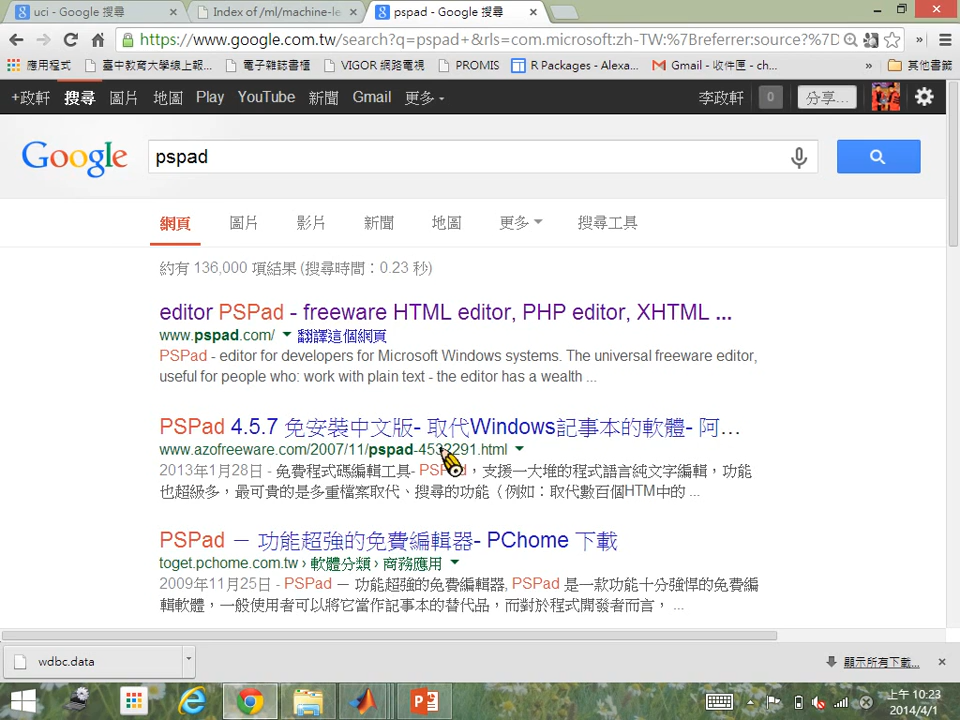 uci - Google 搜尋
Index of /ml/machine-le
pspad - Google 搜尋
https://www.google.com.tw/search?q=pspad+&rls=com.microsoft:zh-TW:%7Breferrer:source?%7D
應用程式
臺中教育大學線上報...
電子雜誌書櫃
VIGOR 網路電視
PROMIS
R Packages - Alexa...
Gmail - 收件匣 - ch...
»
其他書籤
+政軒 搜尋 圖片 地圖 Play YouTube 新聞 Gmail 更多
李政軒 0 分享...
Google
pspad
網頁 圖片 影片 新聞 地圖 更多 搜尋工具
約有 136,000 項結果 (搜尋時間：0.23 秒)
editor PSPad - freeware HTML editor, PHP editor, XHTML ...
www.pspad.com/ 翻譯這個網頁
PSPad - editor for developers for Microsoft Windows systems. The universal freeware editor,
useful for people who: work with plain text - the editor has a wealth ...
PSPad 4.5.7 免安裝中文版- 取代Windows記事本的軟體- 阿...
www.azofreeware.com/2007/11/pspad-4532291.html
2013年1月28日 - 免費程式碼編輯工具- PSPad，支援一大堆的程式語言純文字編輯，功能
也超級多，最可貴的是多重檔案取代、搜尋的功能（例如：取代數百個HTM中的 ...
PSPad － 功能超強的免費編輯器- PChome 下載
toget.pchome.com.tw › 軟體分類 › 商務應用
2009年11月25日 - PSPad － 功能超強的免費編輯器, PSPad 是一款功能十分強悍的免費編
輯軟體，一般使用者可以將它當作記事本的替代品，而對於程式開發者而言， ...
wdbc.data
顯示所有下載...
上午 10:23
2014/4/1